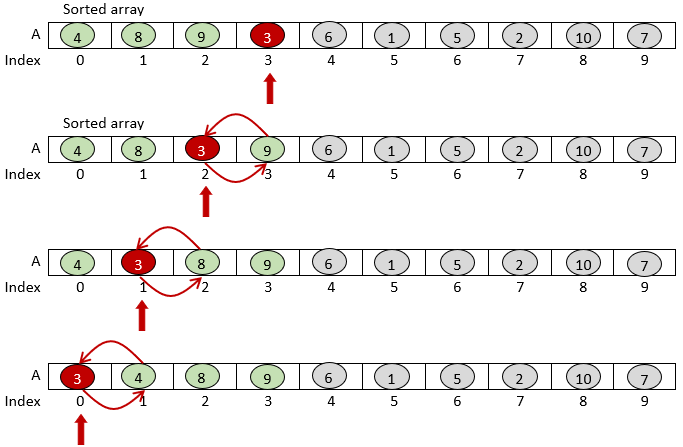 Sorted array
A 4 8 9 3 6 1 5 2 10 7
Index 0 1 2 3 4 5 6 7 8 9
Sorted array
A 4 8 3 9 6 1 5 2 10 7
Index 0 1 2 3 4 5 6 7 8 9
A 4 3 8 9 6 1 5 2 10 7
Index 0 1 2 3 4 5 6 7 8 9
A 3 4 8 9 6 1 5 2 10 7
Index 0 1 2 3 4 5 6 7 8 9